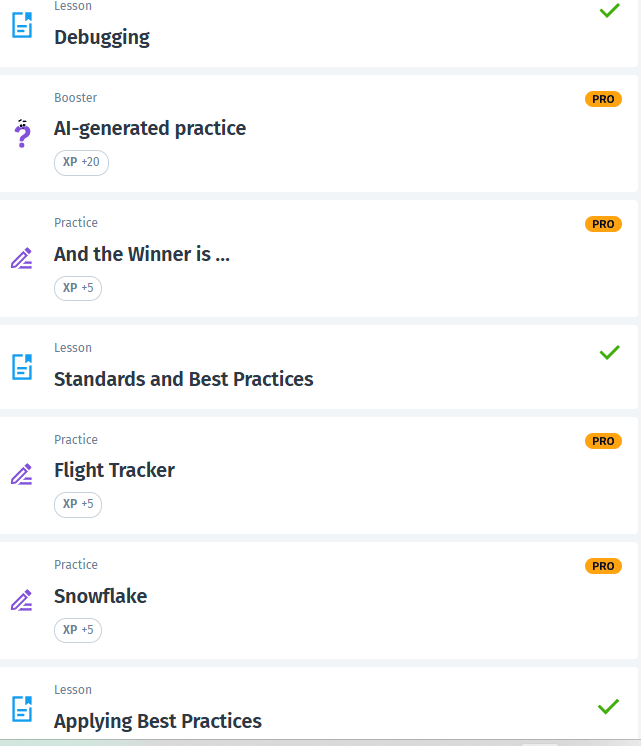 Lesson
Debugging
Booster
PRO
AI-generated practice
XP +20
Practice
PRO
And the Winner is ...
XP +5
Lesson
Standards and Best Practices
Practice
PRO
Flight Tracker
XP +5
Practice
PRO
Snowflake
XP +5
Lesson
Applying Best Practices